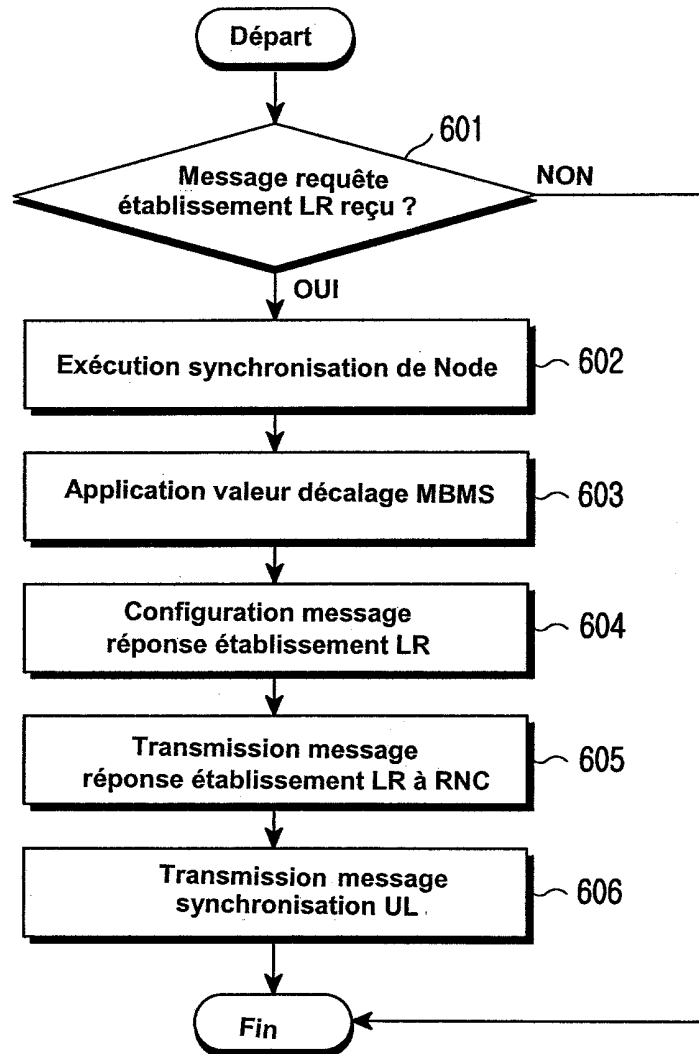 Départ
601
Message requête
établissement LR reçu ?
NON
OUI
Exécution synchronisation de Node
602
Application valeur décalage MBMS
603
Configuration message
réponse établissement LR
604
Transmission message
réponse établissement LR à RNC
605
Transmission message
synchronisation UL
606
Fin